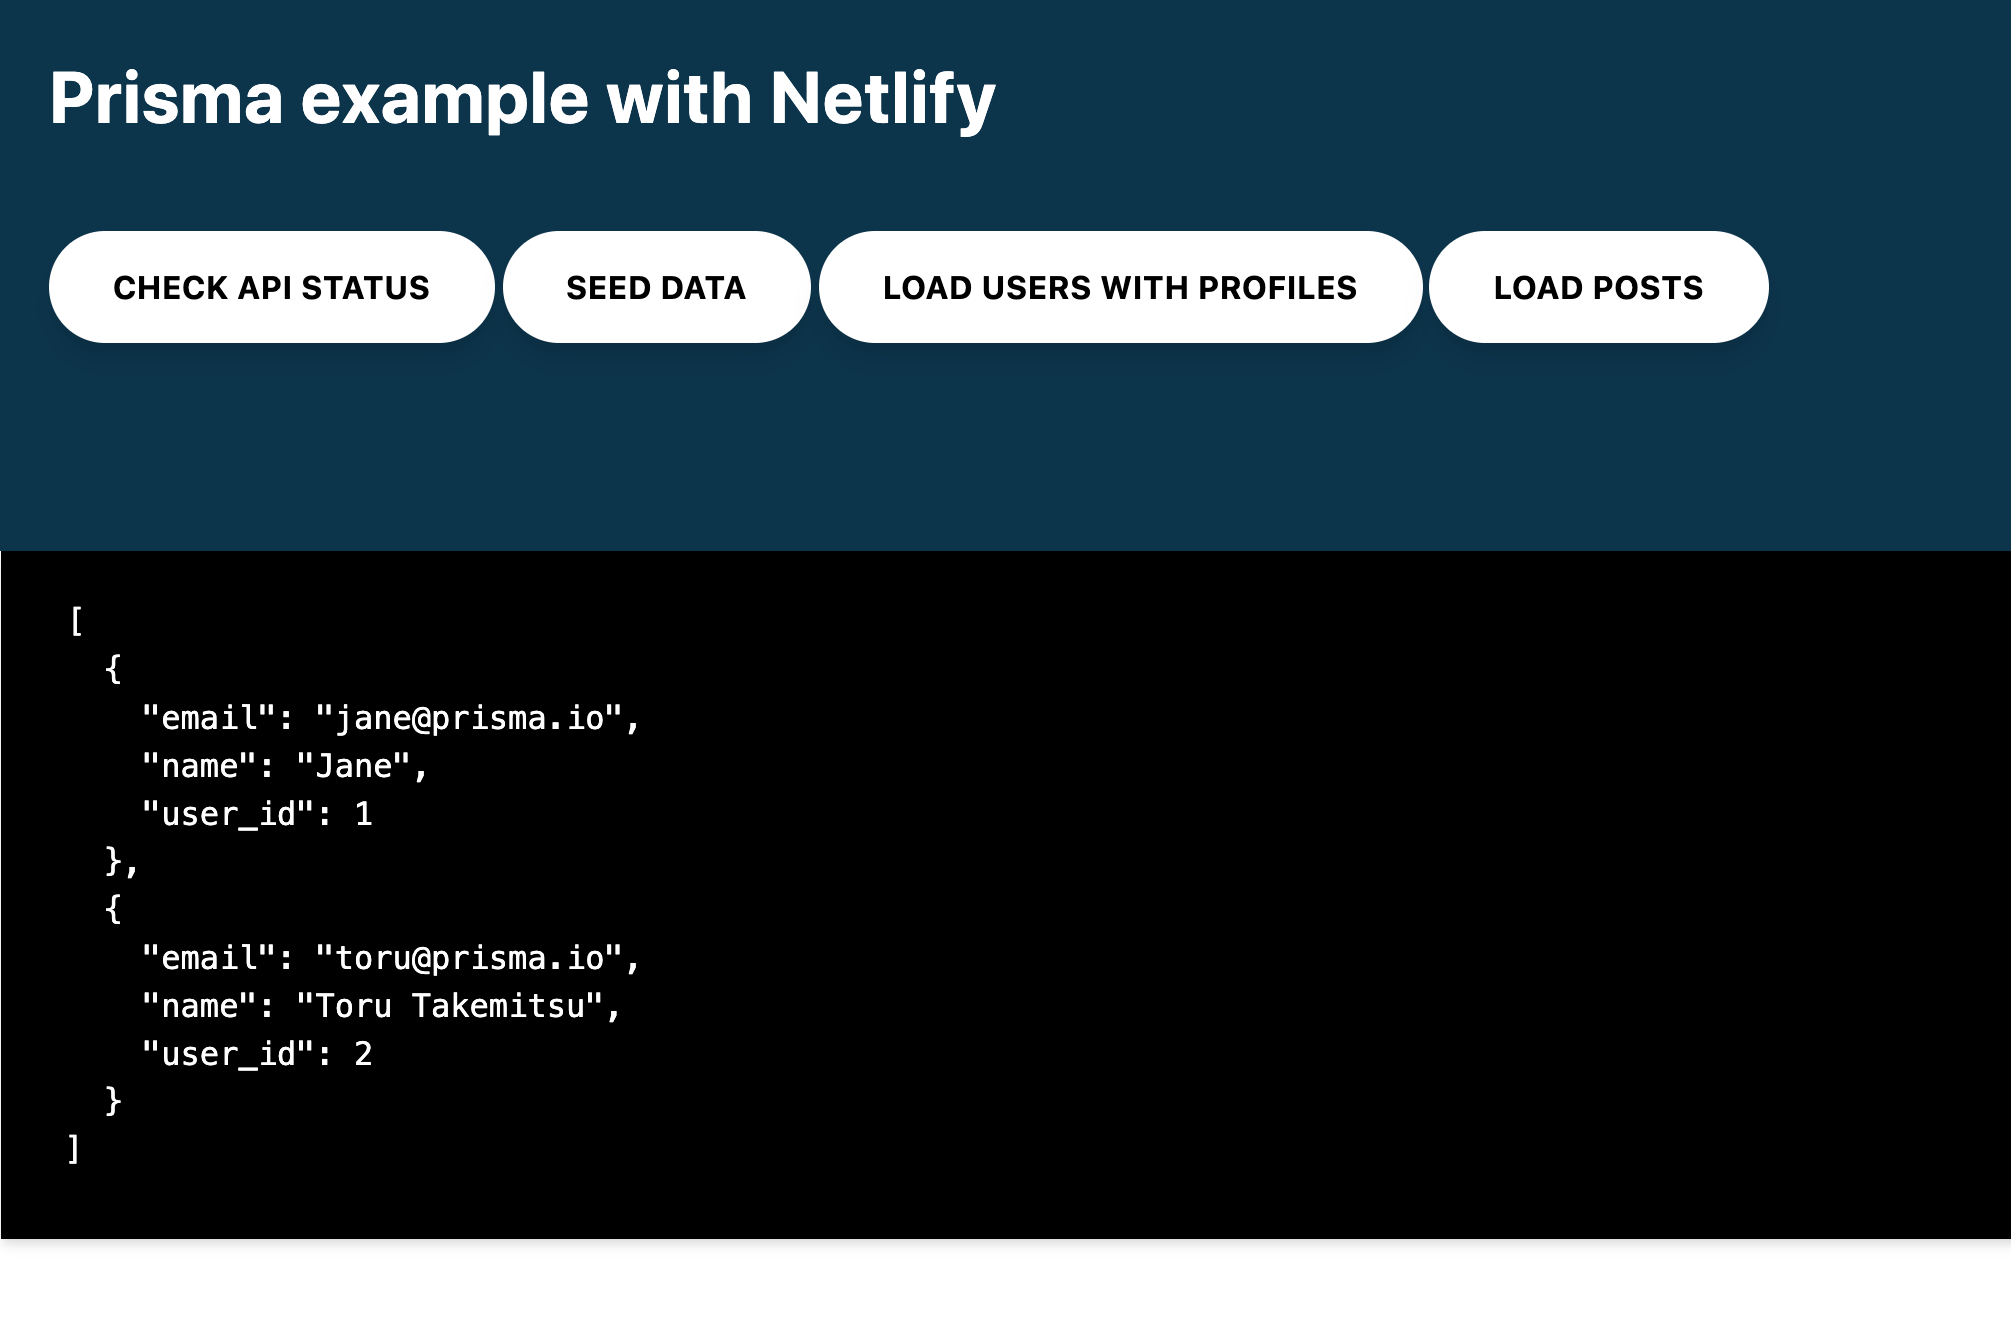 Prisma example with Netlify
CHECK API STATUS SEED DATA LOAD USERS WITH PROFILES LOAD POSTS
[
  {
    "email": "jane@prisma.io",
    "name": "Jane",
    "user_id": 1
  },
  {
    "email": "toru@prisma.io",
    "name": "Toru Takemitsu",
    "user_id": 2
  }
]